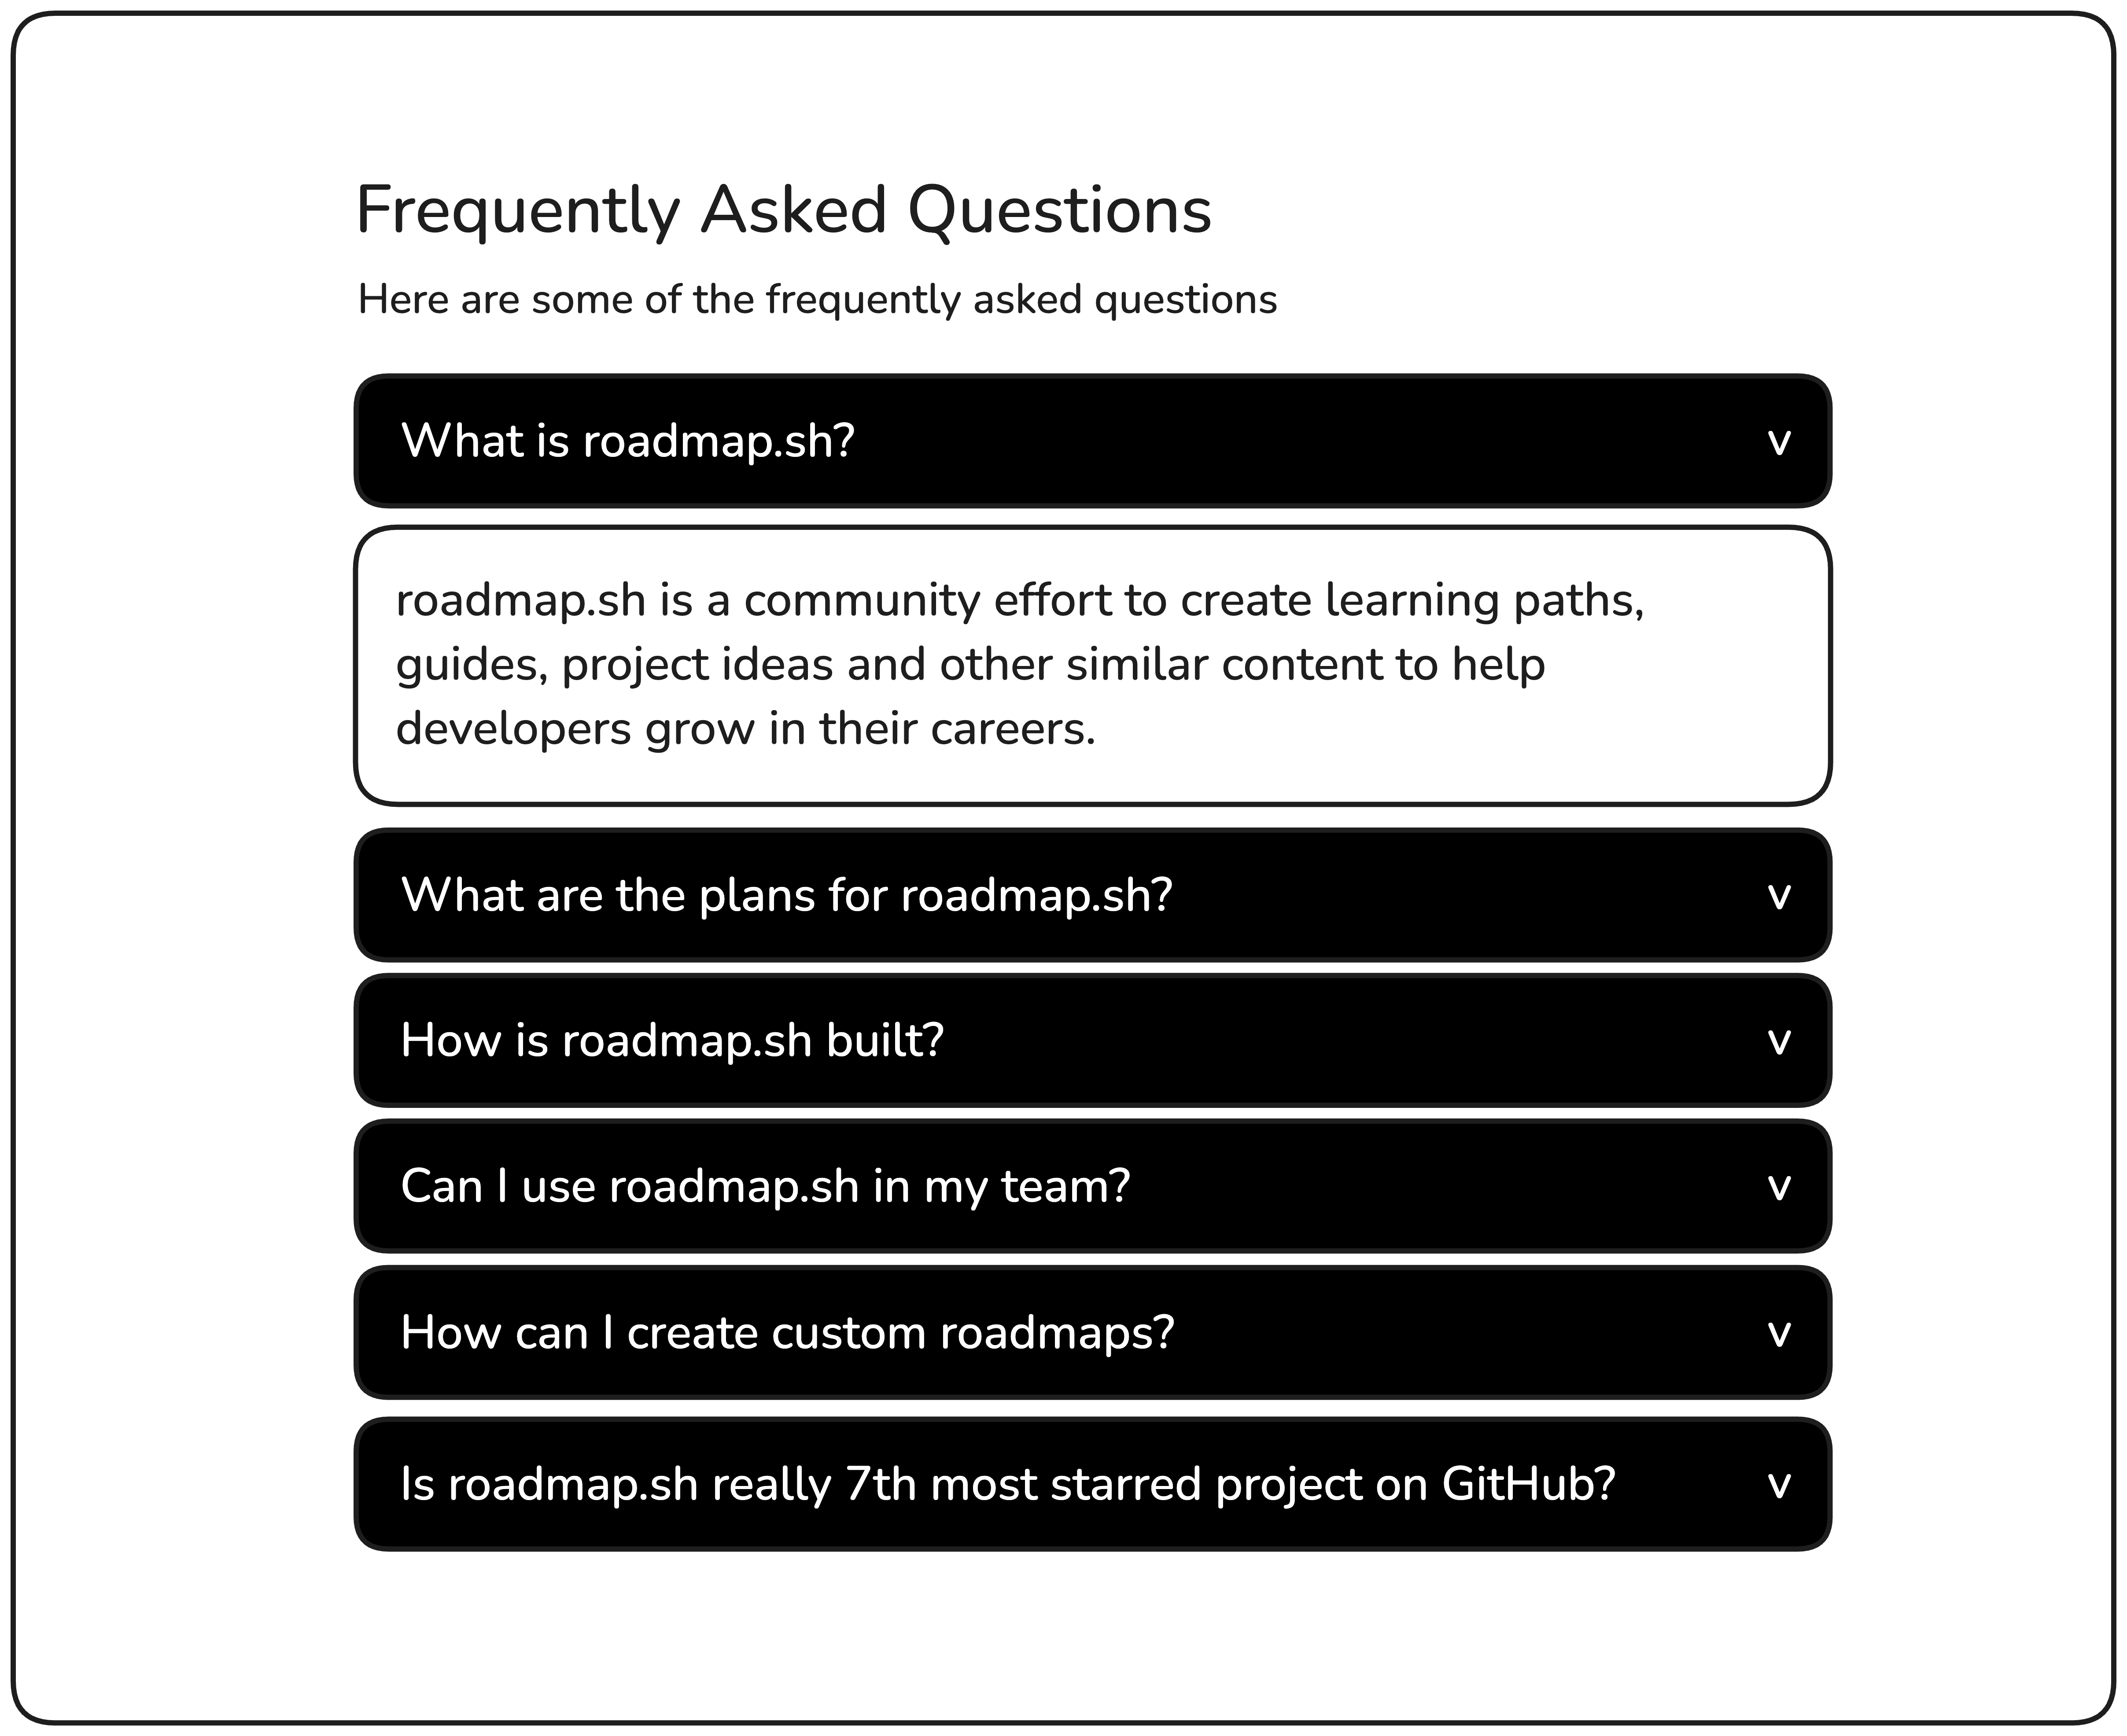 Frequently Asked Questions
Here are some of the frequently asked questions
What is roadmap.sh? v
roadmap.sh is a community effort to create learning paths,
guides, project ideas and other similar content to help
developers grow in their careers.
What are the plans for roadmap.sh? v
How is roadmap.sh built? v
Can I use roadmap.sh in my team? v
How can I create custom roadmaps? v
Is roadmap.sh really 7th most starred project on GitHub? v